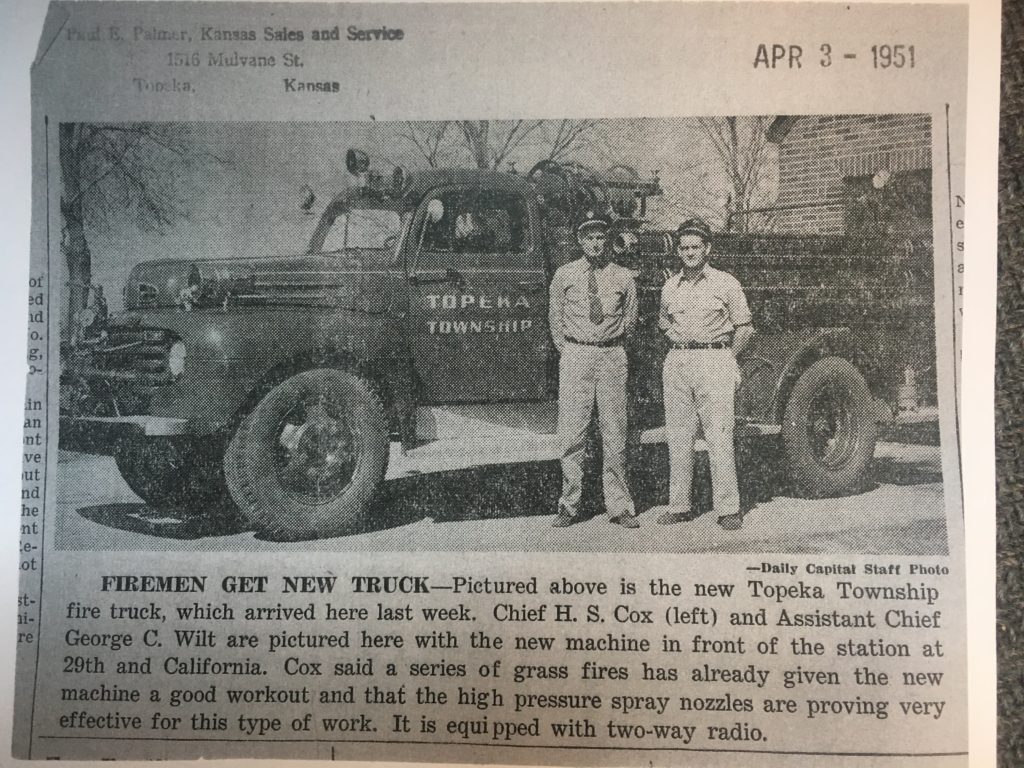 Paul E. Palmer, Kansas Sales and Service
1516 Mulvane St.
Topeka, Kansas
APR 3 - 1951
TOPEKA
TOWNSHIP
—Daily Capital Staff Photo
FIREMEN GET NEW TRUCK—Pictured above is the new Topeka Township
fire truck, which arrived here last week. Chief H. S. Cox (left) and Assistant Chief
George C. Wilt are pictured here with the new machine in front of the station at
29th and California. Cox said a series of grass fires has already given the new
machine a good workout and that the high pressure spray nozzles are proving very
effective for this type of work. It is equipped with two-way radio.